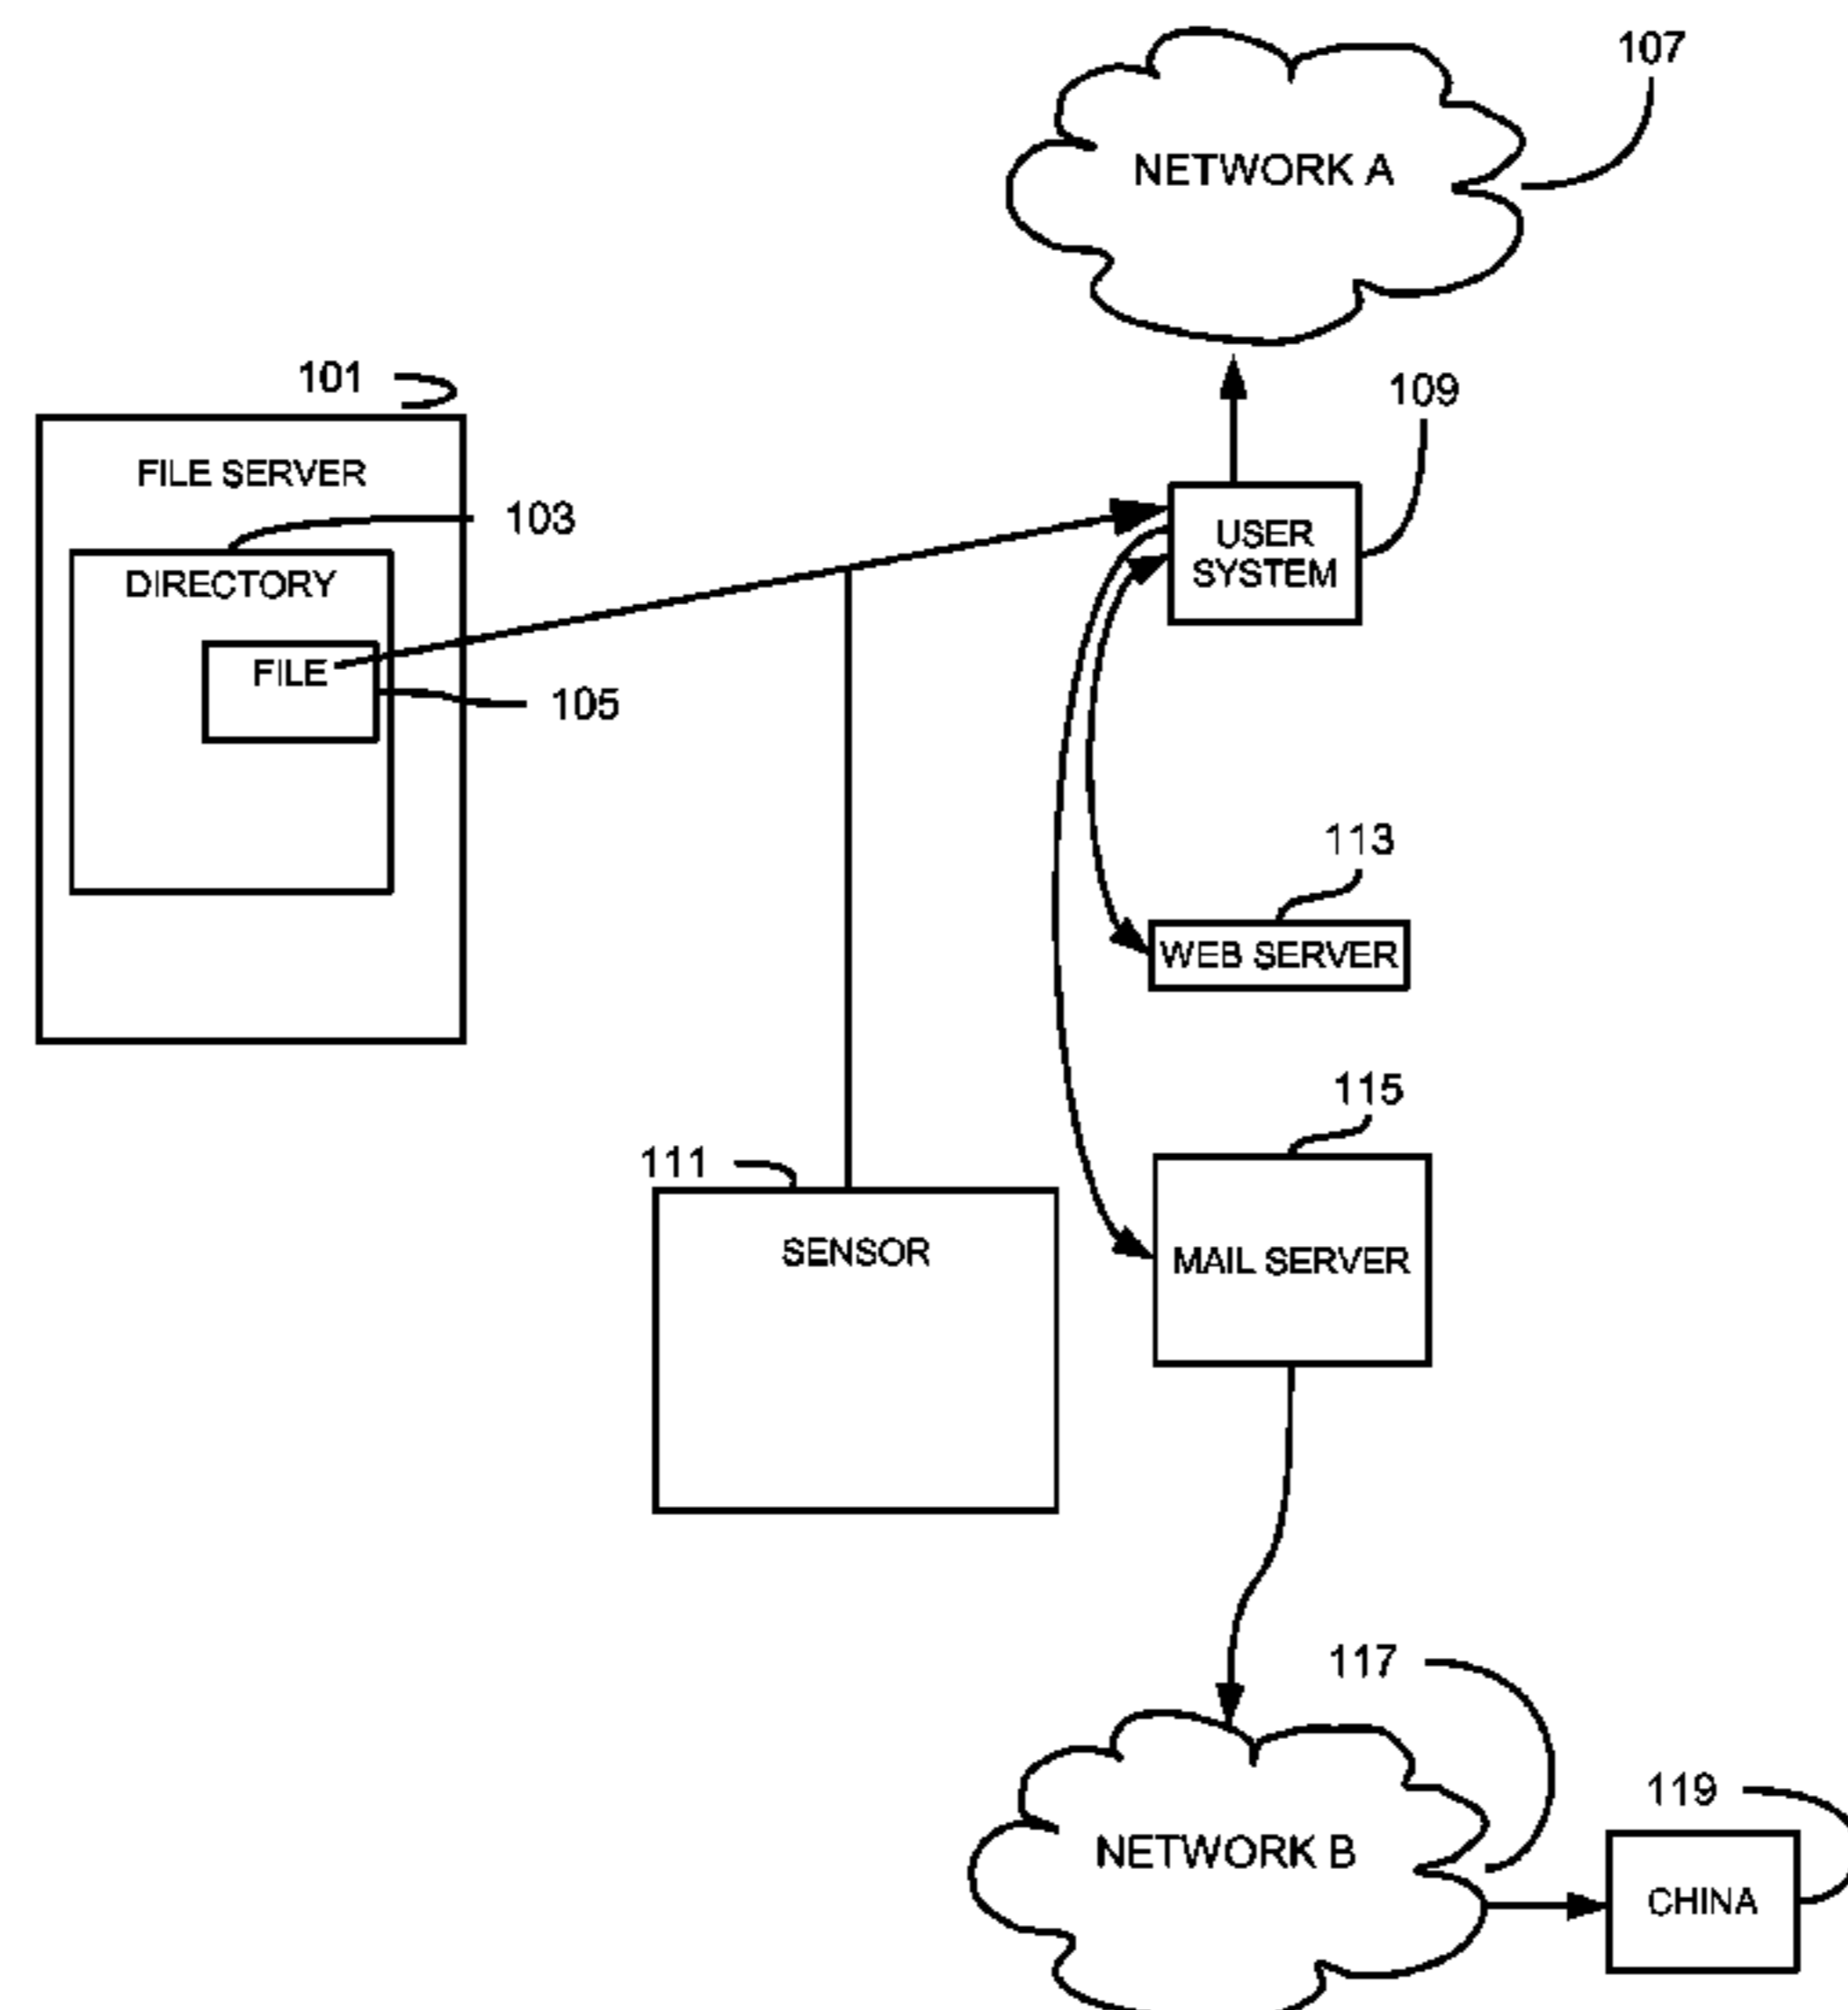 107
NETWORK A
101
109
FILE SERVER
103
USER
SYSTEM
DIRECTORY
FILE
105
113
WEB SERVER
115
111
SENSOR
MAIL SERVER
117
119
NETWORK B
CHINA